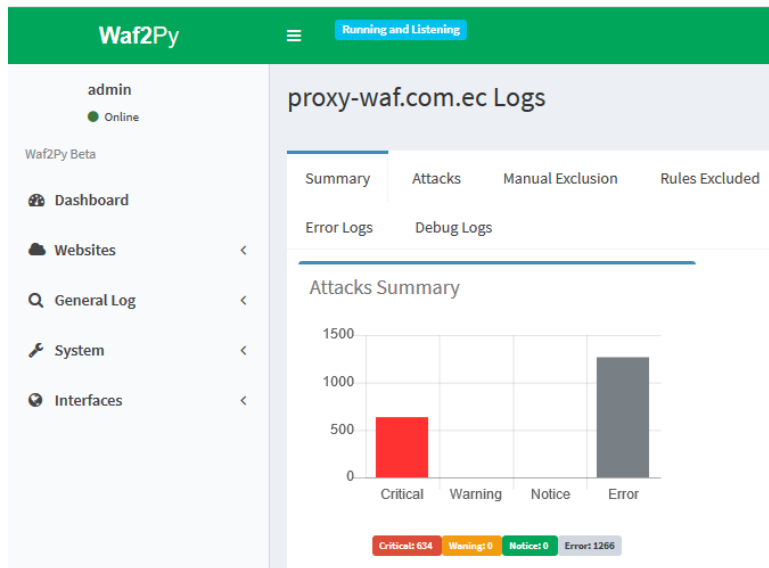 Waf2Py
Running and Listening
admin
Online
Waf2Py Beta
Dashboard
Websites
General Log
System
Interfaces
proxy-waf.com.ec Logs
Summary Attacks Manual Exclusion Rules Excluded
Error Logs Debug Logs
Attacks Summary
1500
1000
500
0
Critical Warning Notice Error
Critical: 634 Waning: 0 Notice: 0 Error: 1266